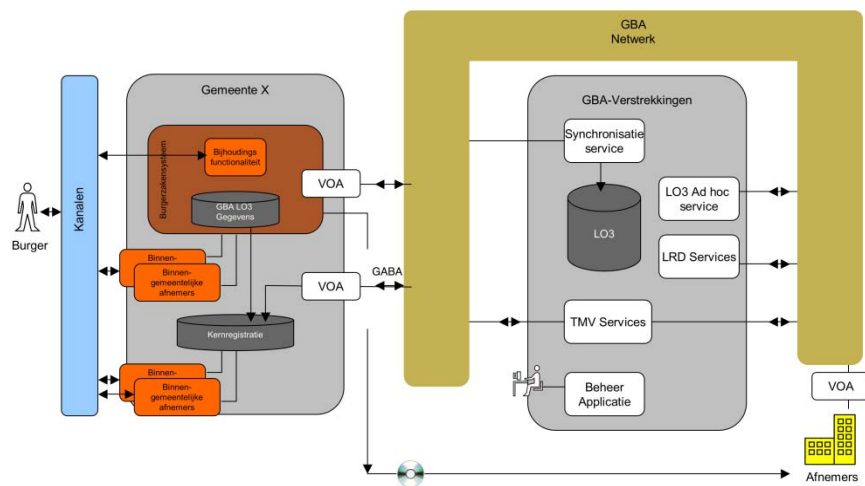 GBA
Netwerk
Gemeente X
GBA-Verstrekkingen
Burgerzakensysteem
Bijhoudings
functionaliteit
Synchronisatie
service
VOA
LO3 Ad hoc
service
GBA LO3
Gegevens
Kanalen
LO3
Burger
LRD Services
Binnen-
Binnen-
gemeentelijke
afnemers
GABA
VOA
TMV Services
Kernregistratie
Binnen-
Binnen-
gemeentelijke
afnemers
Beheer
Applicatie
VOA
Afnemers